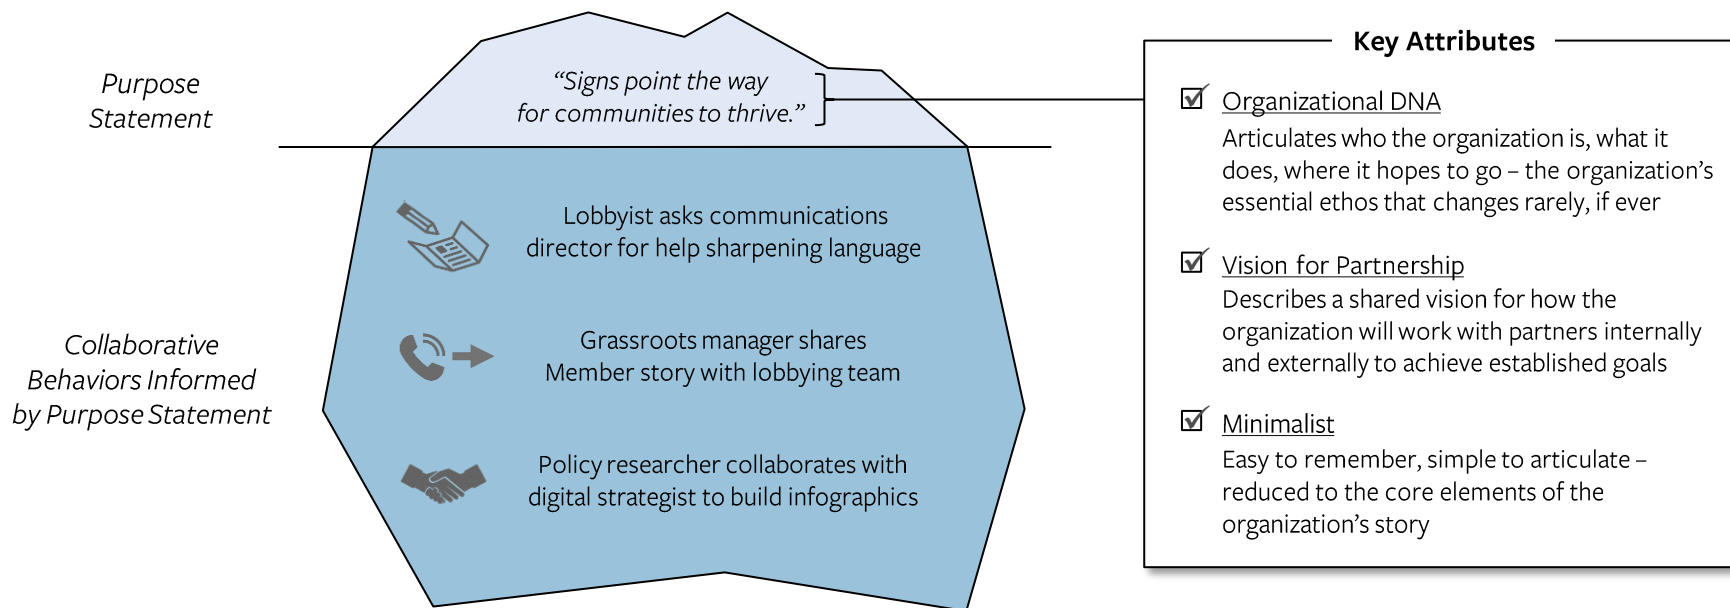 Purpose
Statement
“Signs point the way
for communities to thrive.”
Collaborative
Behaviors Informed
by Purpose Statement
Lobbyist asks communications
director for help sharpening language
Grassroots manager shares
Member story with lobbying team
Policy researcher collaborates with
digital strategist to build infographics
Key Attributes
Organizational DNA
Articulates who the organization is, what it
does, where it hopes to go – the organization’s
essential ethos that changes rarely, if ever
Vision for Partnership
Describes a shared vision for how the
organization will work with partners internally
and externally to achieve established goals
Minimalist
Easy to remember, simple to articulate –
reduced to the core elements of the
organization’s story